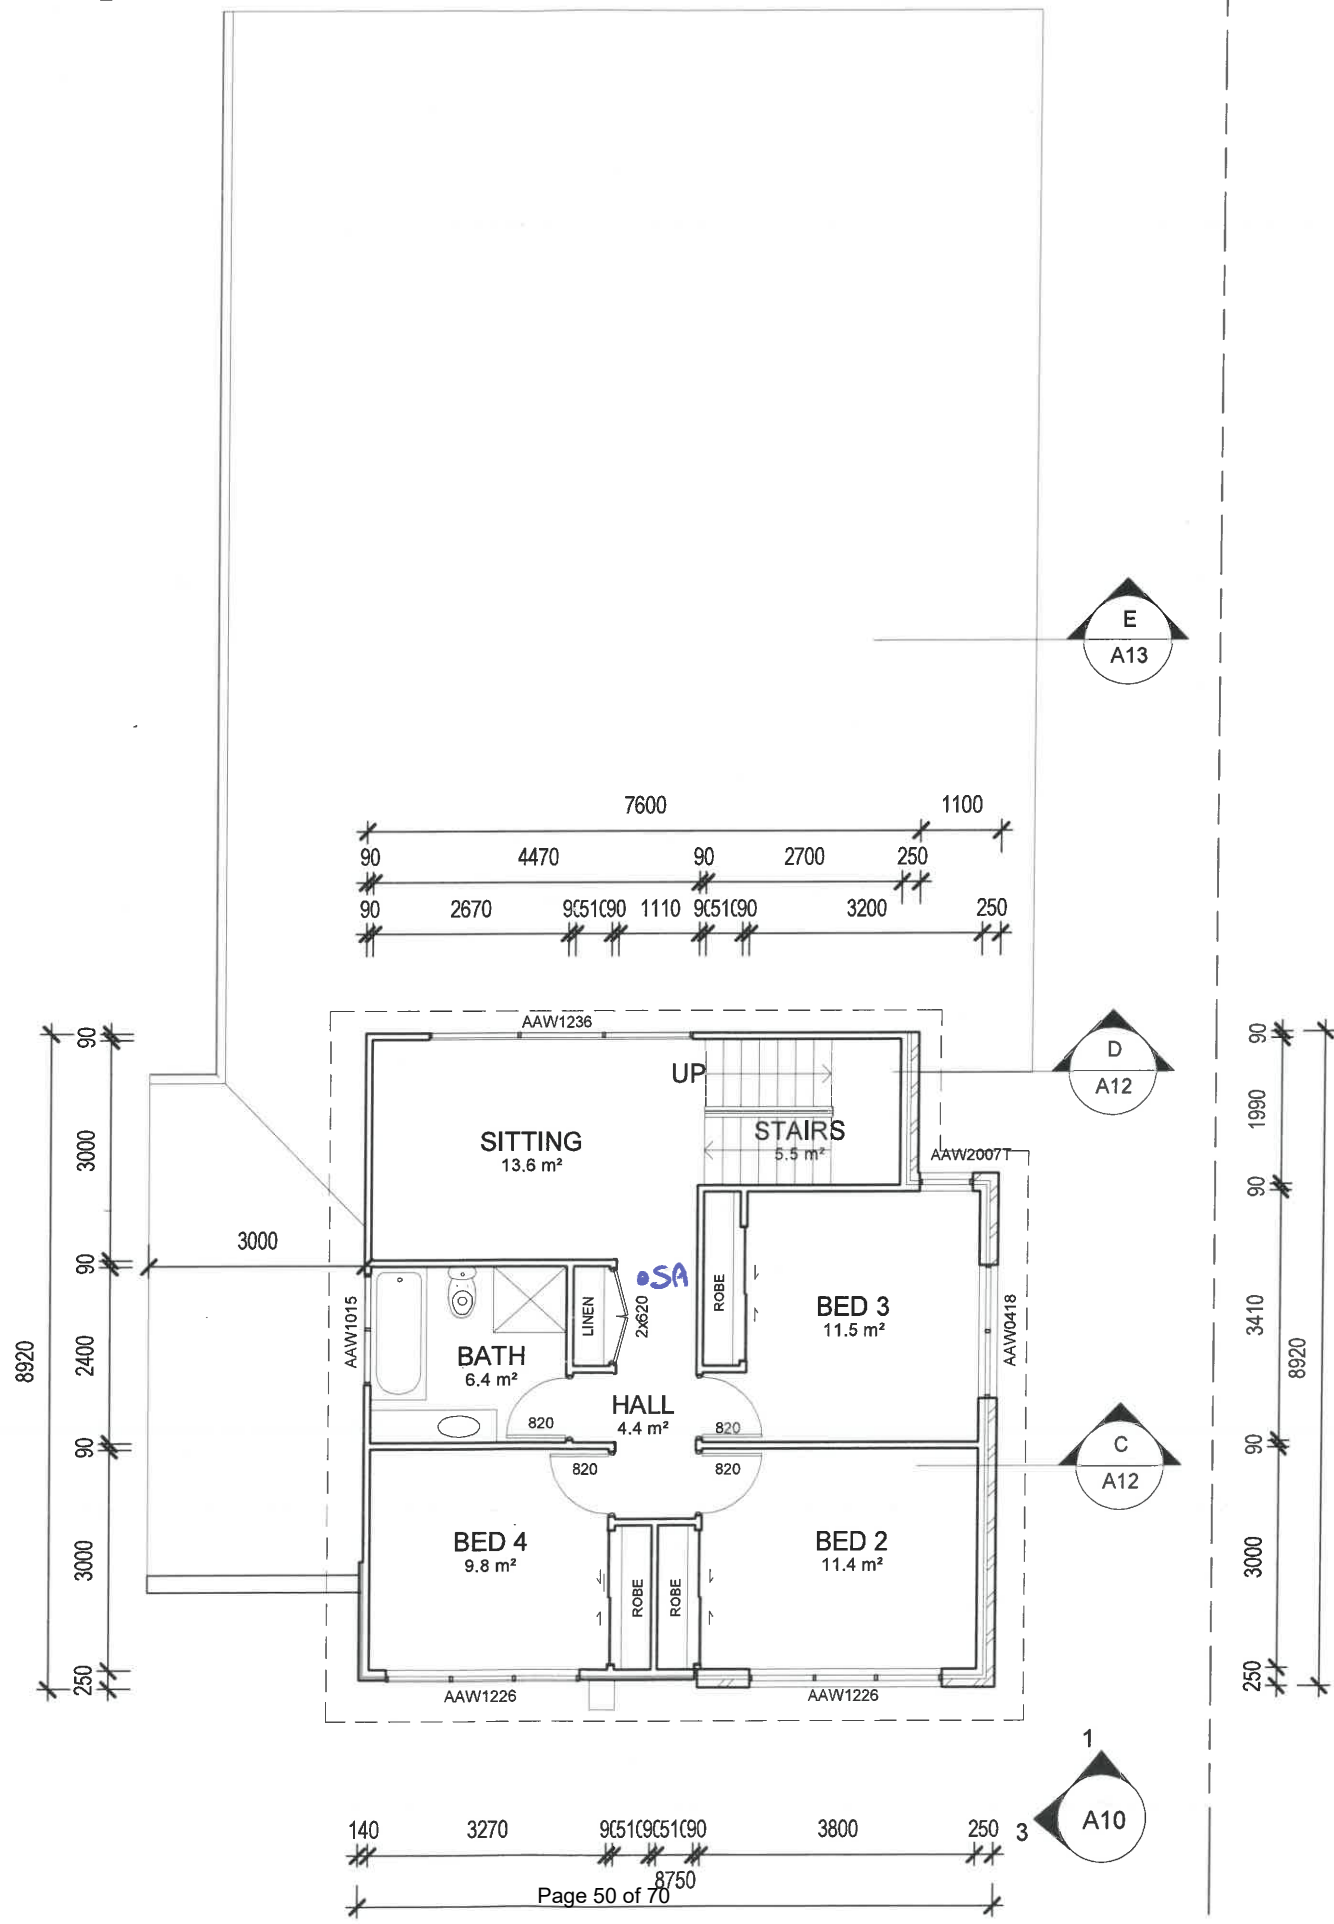 E
A13
7600 1100
90 4470 90 2700 250
90 2670 90 510 90 1110 90 510 90 3200 250
AAW1236
D
A12
UP
STAIRS
5.5 m²
SITTING
13.6 m²
AAW2007T
90
3000
90
2400
90
3000
250
8920
3000
90
1990
90
3410
90
3000
250
8920
•SA
AAW1015
LINEN
2x620
ROBE
BED 3
11.5 m²
AAW0418
BATH
6.4 m²
HALL
4.4 m²
820
820
820
820
C
A12
BED 4
9.8 m²
BED 2
11.4 m²
ROBE
ROBE
AAW1226
AAW1226
1
3
A10
140 3270 90 510 90 510 90 3800 250
8750
Page 50 of 70